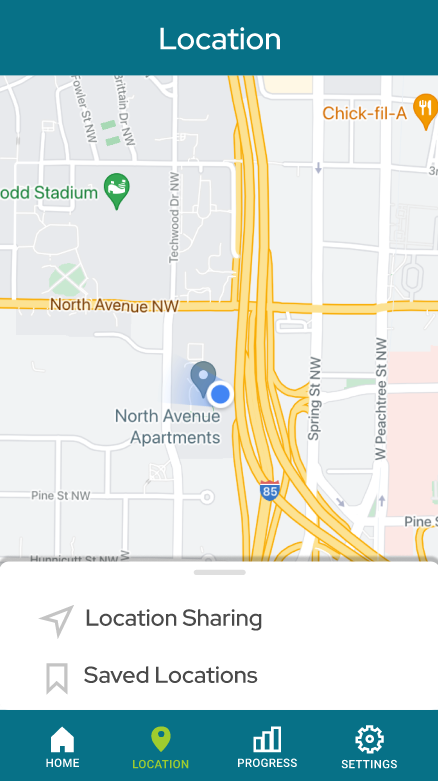 Location
Fowler St NW
Brittain Dr NW
Chick-fil-A
3r
odd Stadium
Techwood Dr NW
North Avenue NW
North Avenue
Apartments
Spring St NW
W Peachtree St NW
85
Pine St NW
Pine S
Hunnicutt St NW
Location Sharing
Saved Locations
HOME
LOCATION
PROGRESS
SETTINGS